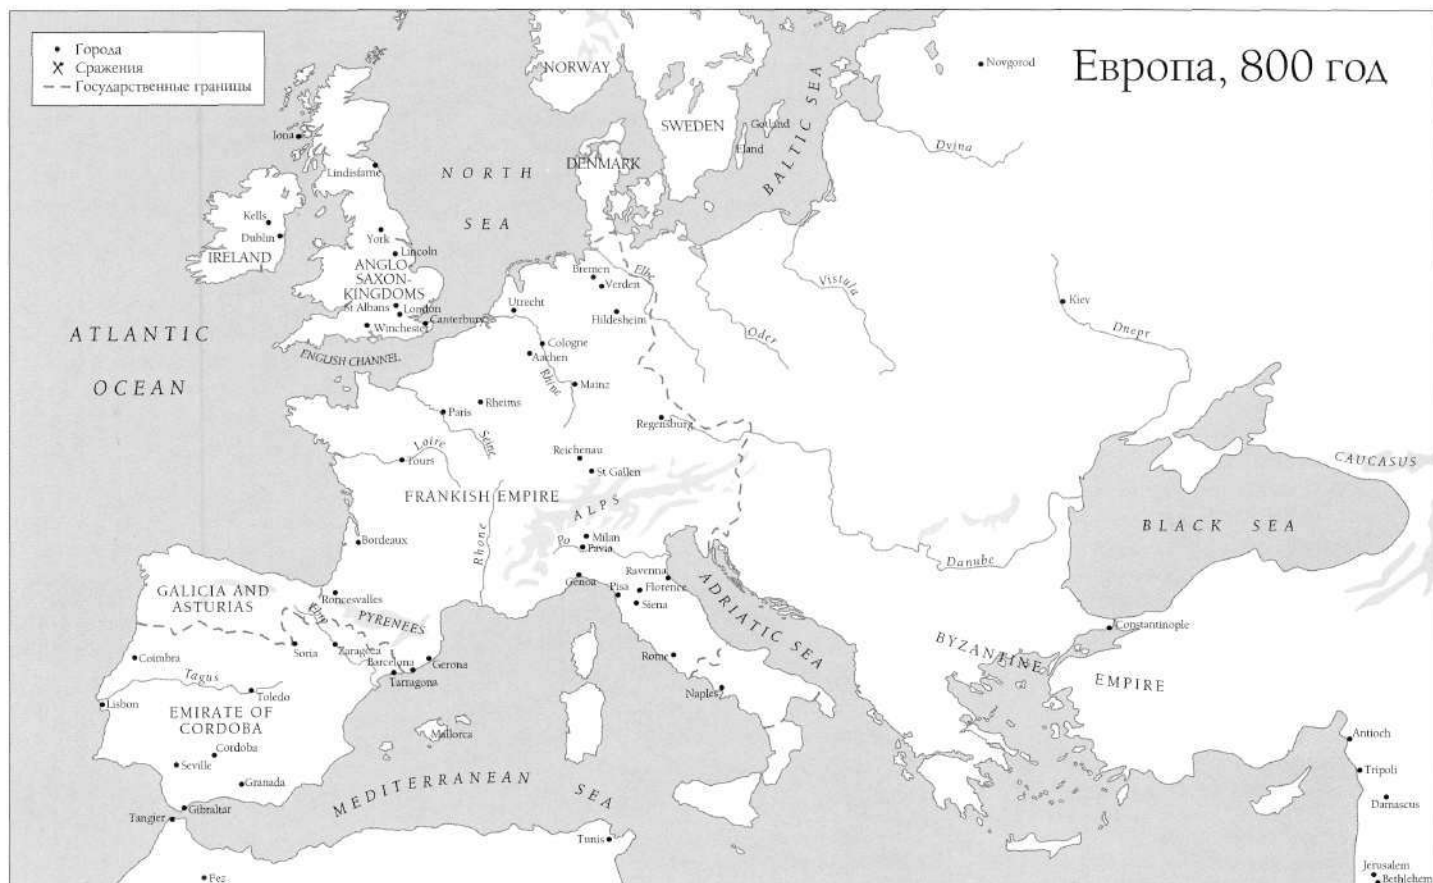 Города
Сражения
Государственные границы
Европа, 800 год
NORWAY
SWEDEN
Gotland
Eland
BALTIC SEA
Novgorod
Dvina
DENMARK
Iona
Lindisfarne
NORTH
SEA
Kells
Dublin
IRELAND
York
Lincoln
ANGLO
SAXON-
KINGDOMS
St Albans
London
Canterbury
Winchester
ENGLISH CHANNEL
ATLANTIC
OCEAN
Bremen
Verden
Elbe
Utrecht
Hildesheim
Cologne
Aachen
Rhine
Mainz
Vistula
Oder
Kiev
Dnepr
Paris
Rheims
Seine
Regensburg
Loire
Tours
Reichenau
St Gallen
FRANKISH EMPIRE
ALPS
CAUCASUS
BLACK SEA
Bordeaux
Rhone
Po
Milan
Pavia
Danube
Genoa
Pisa
Ravenna
Florence
Siena
ADRIATIC SEA
GALICIA AND
ASTURIAS
Roncesvalles
Ebro
PYRENEES
Constantinople
Soria
Zaragoza
Barcelona
Gerona
Tarragona
Coimbra
Tagus
Toledo
Lisbon
Rome
Naples
BYZANTINE
EMPIRE
EMIRATE OF
CORDOBA
Cordoba
Seville
Granada
Mallorca
Gibraltar
Tangier
MEDITERRANEAN SEA
Antioch
Tripoli
Damascus
Tunis
Fez
Jerusalem
Bethlehem